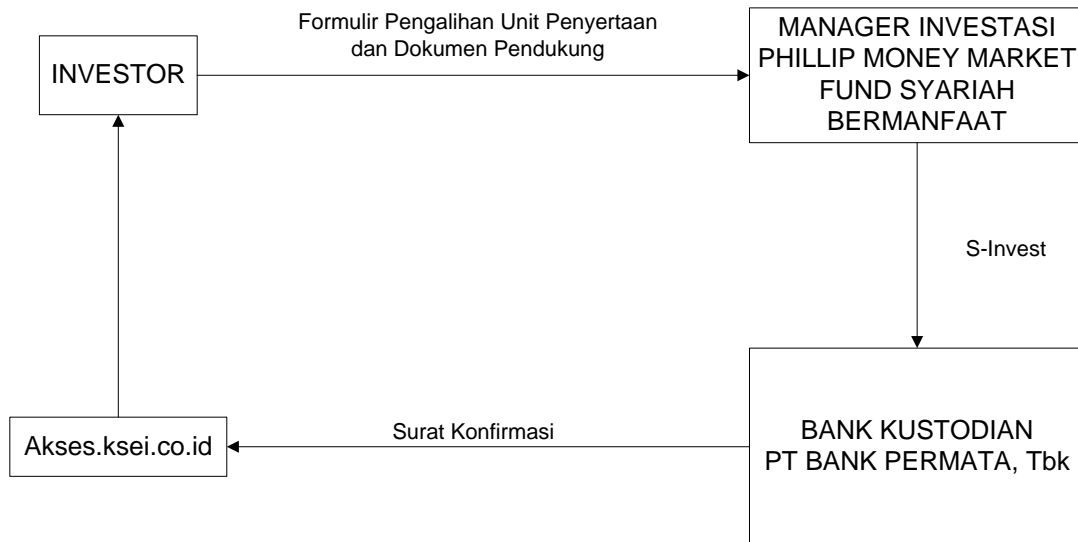 Formulir Pengalihan Unit Penyertaan
dan Dokumen Pendukung
INVESTOR
MANAGER INVESTASI
PHILLIP MONEY MARKET
FUND SYARIAH
BERMANFAAT
S-Invest
Akses.ksei.co.id
Surat Konfirmasi
BANK KUSTODIAN
PT BANK PERMATA, Tbk